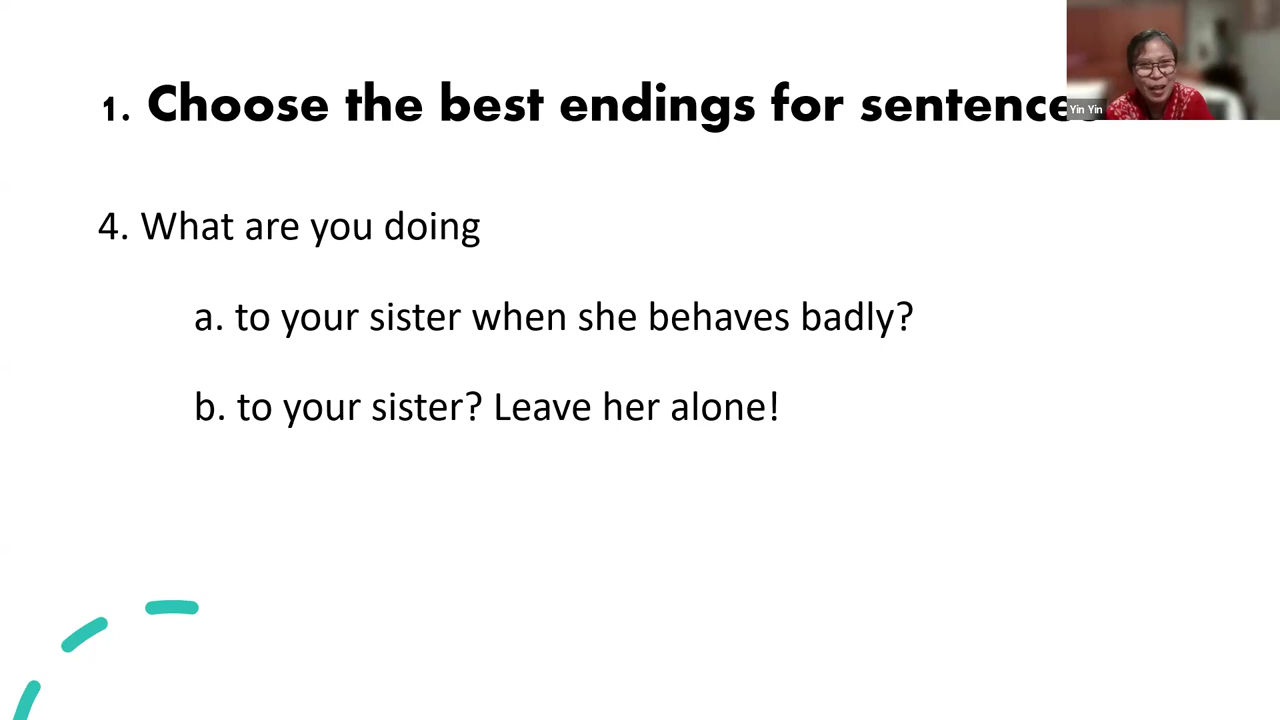 1. Choose the best endings for sentence
Yin Yin
4. What are you doing
a. to your sister when she behaves badly?
b. to your sister? Leave her alone!